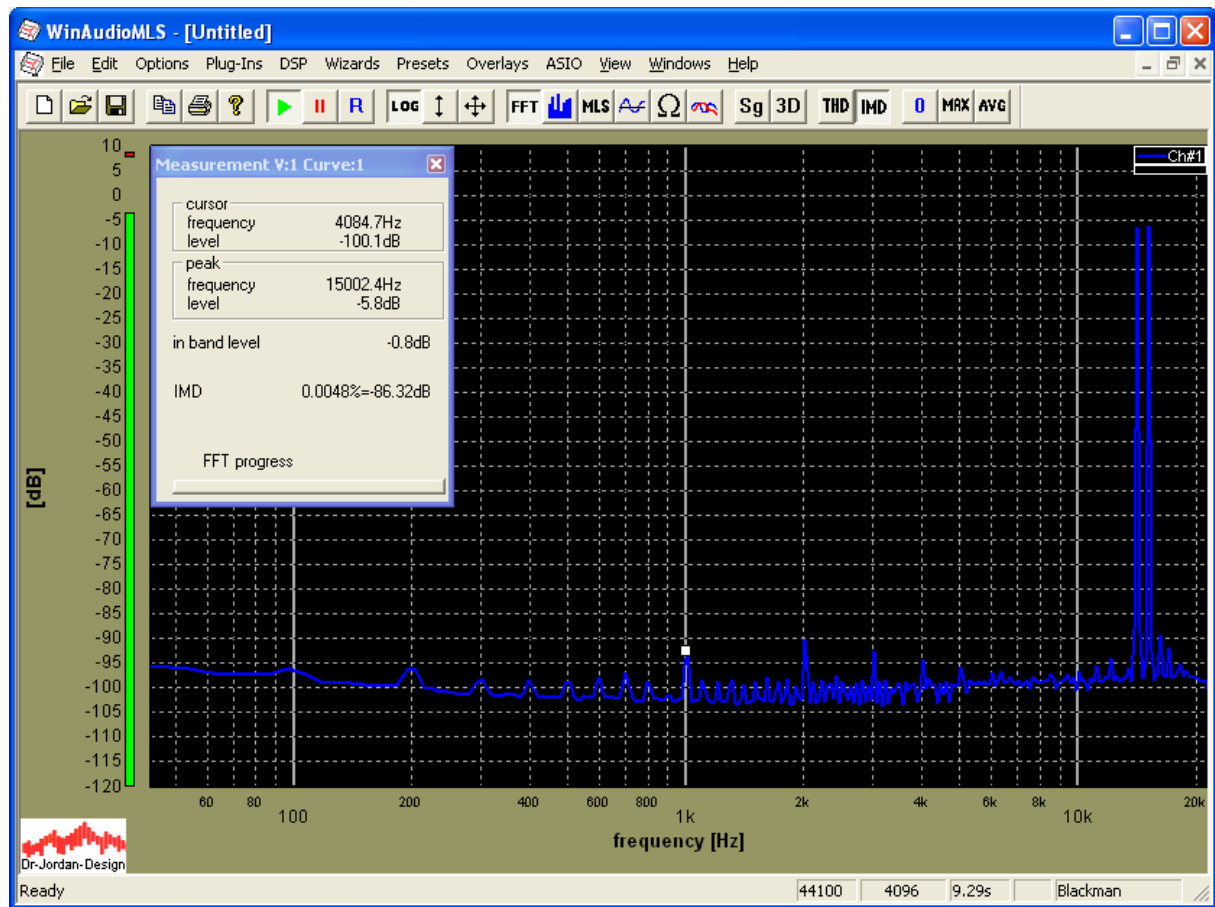 WinAudioMLS - [Untitled]
File Edit Options Plug-Ins DSP Wizards Presets Overlays ASIO View Windows Help
R LOG FFT MLS Ω Sg 3D THD IMD 0 MAX AVG
Measurement V:1 Curve:1
cursor
frequency 4084.7Hz
level -100.1dB
peak
frequency 15002.4Hz
level -5.8dB
in band level -0.8dB
IMD 0.0048%=-86.32dB
FFT progress
Ch#1
10
5
0
-5
-10
-15
-20
-25
-30
-35
-40
-45
-50
-55
-60
-65
-70
-75
-80
-85
-90
-95
-100
-105
-110
-115
-120
[dB]
60 80 100 200 400 600 800 1k 2k 4k 6k 8k 10k 20k
frequency [Hz]
Dr-Jordan-Design
Ready 44100 4096 9.29s Blackman